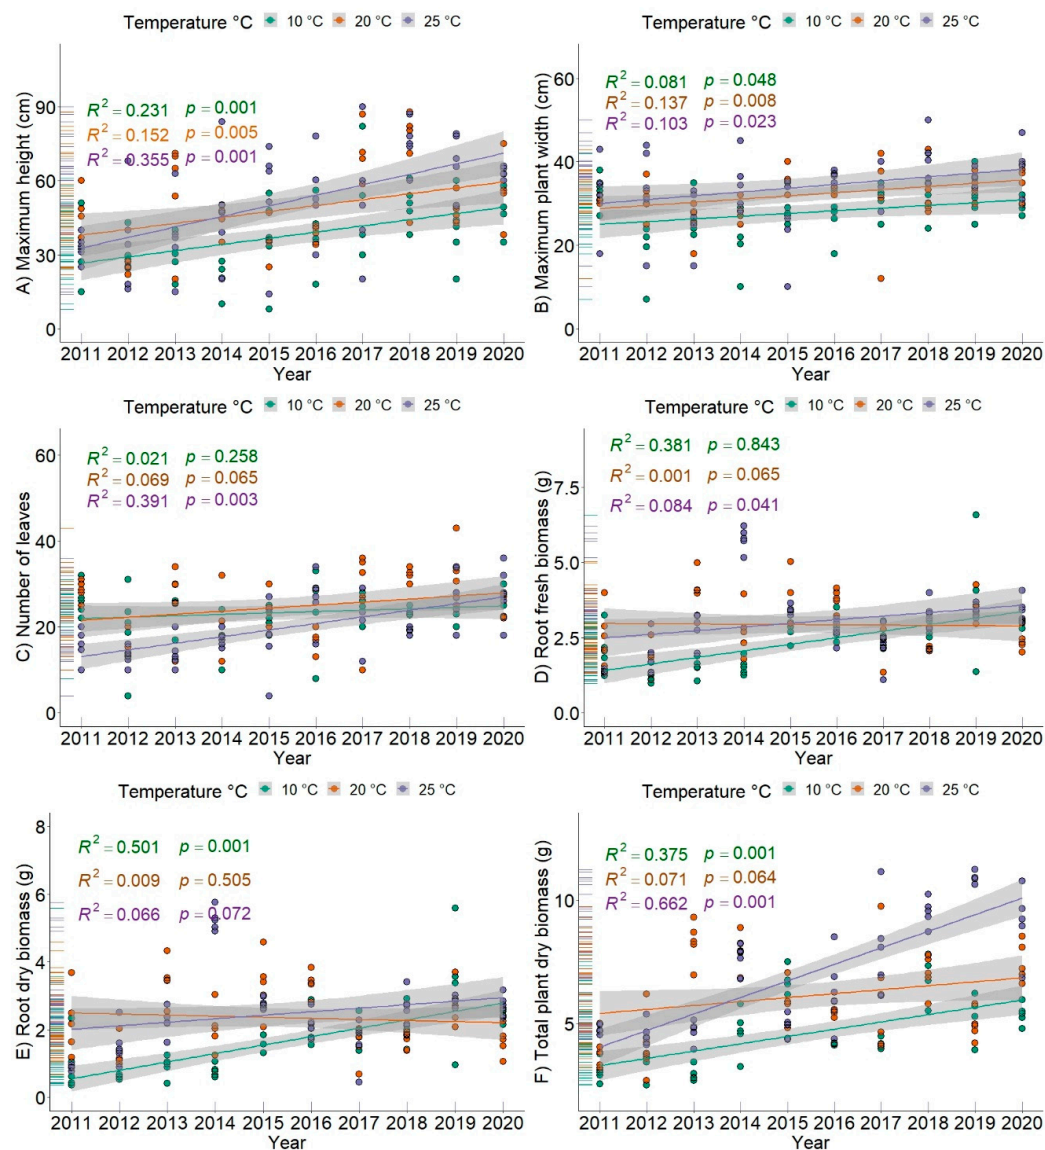 Temperature °C 10 °C 20 °C 25 °C
A) Maximum height (cm)
90
60
30
0
R² = 0.231 p = 0.001
R² = 0.152 p = 0.005
R² = 0.355 p = 0.001
2011 2012 2013 2014 2015 2016 2017 2018 2019 2020
Year
Temperature °C 10 °C 20 °C 25 °C
B) Maximum plant width (cm)
60
40
20
0
R² = 0.081 p = 0.048
R² = 0.137 p = 0.008
R² = 0.103 p = 0.023
2011 2012 2013 2014 2015 2016 2017 2018 2019 2020
Year
Temperature °C 10 °C 20 °C 25 °C
C) Number of leaves
60
40
20
0
R² = 0.021 p = 0.258
R² = 0.069 p = 0.065
R² = 0.391 p = 0.003
2011 2012 2013 2014 2015 2016 2017 2018 2019 2020
Year
Temperature °C 10 °C 20 °C 25 °C
D) Root fresh biomass (g)
7.5
5.0
2.5
0.0
R² = 0.381 p = 0.843
R² = 0.001 p = 0.065
R² = 0.084 p = 0.041
2011 2012 2013 2014 2015 2016 2017 2018 2019 2020
Year
Temperature °C 10 °C 20 °C 25 °C
E) Root dry biomass (g)
8
6
4
2
0
R² = 0.501 p = 0.001
R² = 0.009 p = 0.505
R² = 0.066 p = 0.072
2011 2012 2013 2014 2015 2016 2017 2018 2019 2020
Year
Temperature °C 10 °C 20 °C 25 °C
F) Total plant dry biomass (g)
10
5
R² = 0.375 p = 0.001
R² = 0.071 p = 0.064
R² = 0.662 p = 0.001
2011 2012 2013 2014 2015 2016 2017 2018 2019 2020
Year